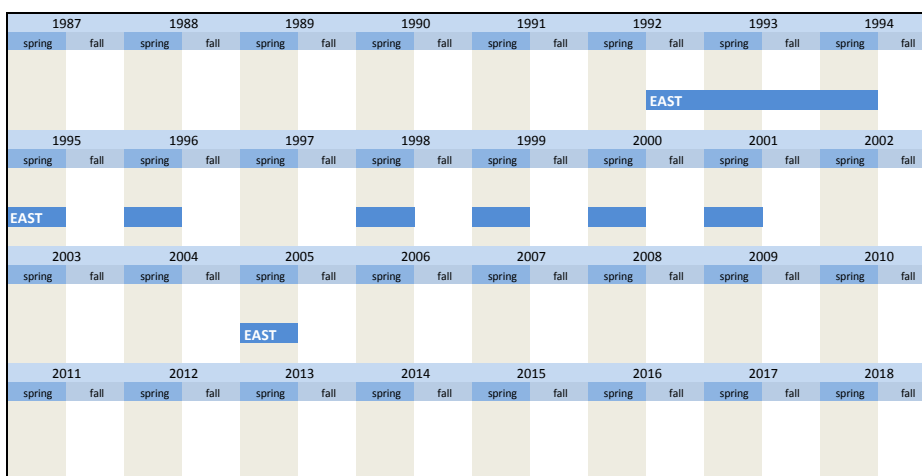 1987 1988 1989 1990 1991 1992 1993 1994
spring fall spring fall spring fall spring fall spring fall spring fall spring fall spring fall
EAST
1995 1996 1997 1998 1999 2000 2001 2002
spring fall spring fall spring fall spring fall spring fall spring fall spring fall spring fall
EAST
2003 2004 2005 2006 2007 2008 2009 2010
spring fall spring fall spring fall spring fall spring fall spring fall spring fall spring fall
EAST
2011 2012 2013 2014 2015 2016 2017 2018
spring fall spring fall spring fall spring fall spring fall spring fall spring fall spring fall